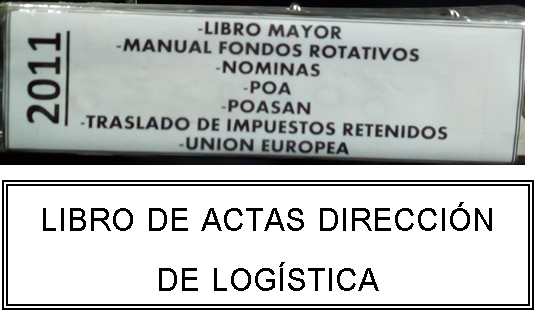 2011
-LIBRO MAYOR
-MANUAL FONDOS ROTATIVOS
-NOMINAS
-POA
-POASAN
-TRASLADO DE IMPUESTOS RETENIDOS
-UNION EUROPEA
LIBRO DE ACTAS DIRECCIÓN
DE LOGÍSTICA